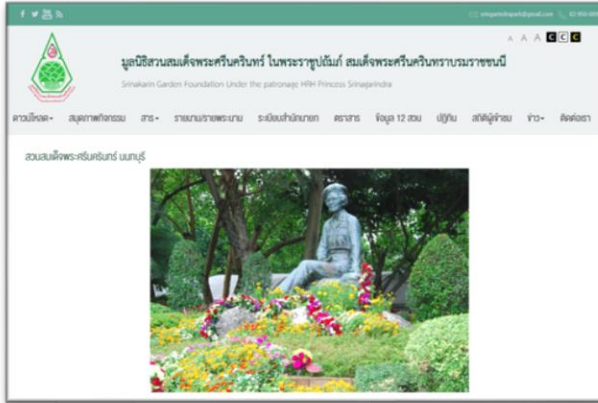 A A A C C C
มูลนิธิสวนสมเด็จพระศรีนครินทร์ ในพระราชูปถัมภ์ สมเด็จพระศรีนครินทราบรมราชชนนี
Srinakarin Garden Foundation Under the patronage HRH Princess Srinagarindra
ดาวน์โหลด สมุดภาพกิจกรรม สาร รายนาม/รายพระนาม ระเบียบสำนักนายก ตราสาร ข้อมูล 12 สวน ปฏิทิน สถิติผู้เข้าชม ข่าว ติดต่อเรา
สวนสมเด็จพระศรีนครินทร์ นนทบุรี